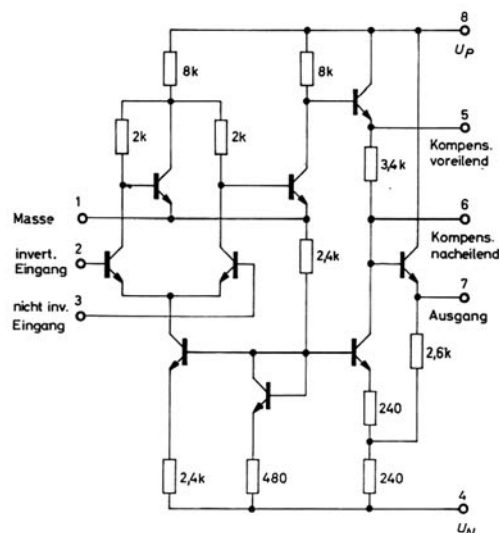 8
U_P
8k
8k
2k
2k
5
Kompens.
voreilend
3,4k
1
Masse
6
Kompens.
nacheilend
invert.
Eingang
2
2,4k
nicht inv.
Eingang
3
7
Ausgang
2,6k
240
2,4k
480
240
4
U_N